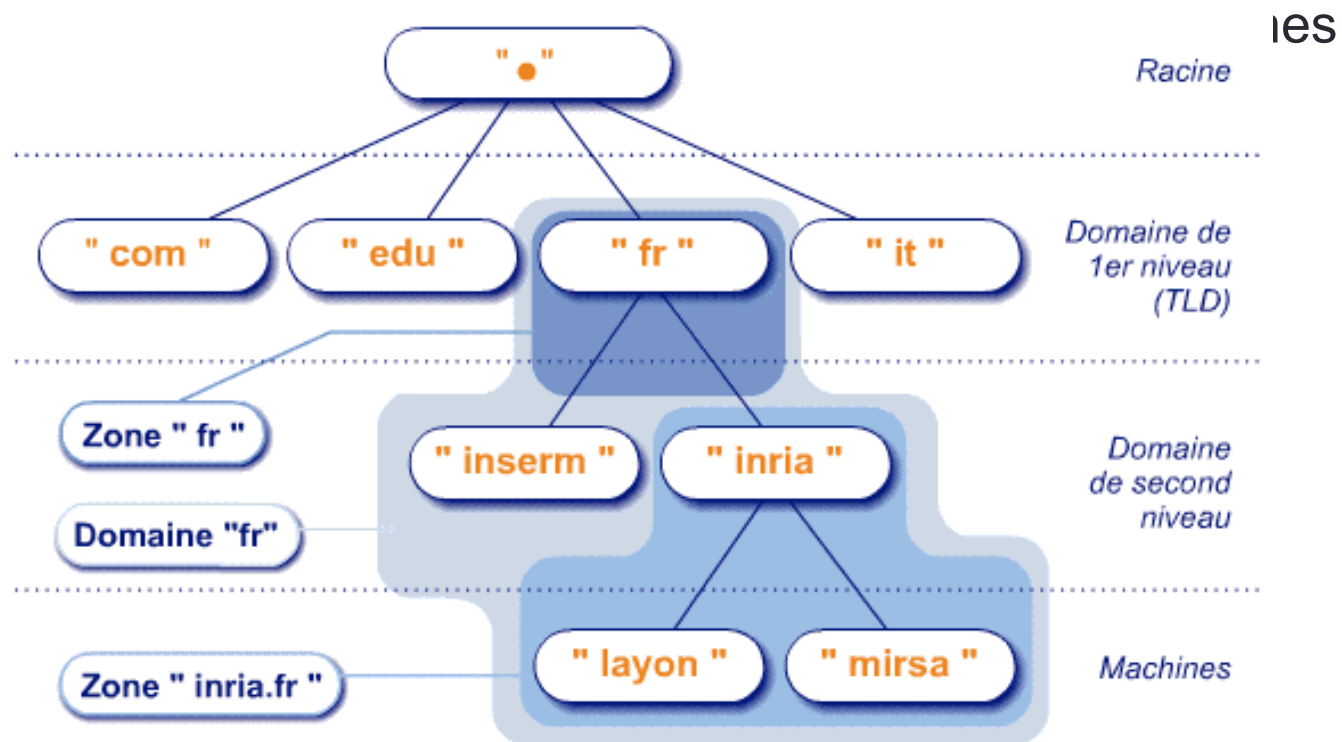 " • "
Racine
" com "
" edu "
" fr "
" it "
Domaine de
1er niveau
(TLD)
Zone " fr "
" inserm "
" inria "
Domaine
de second
niveau
Domaine "fr"
" layon "
" mirsa "
Machines
Zone " inria.fr "